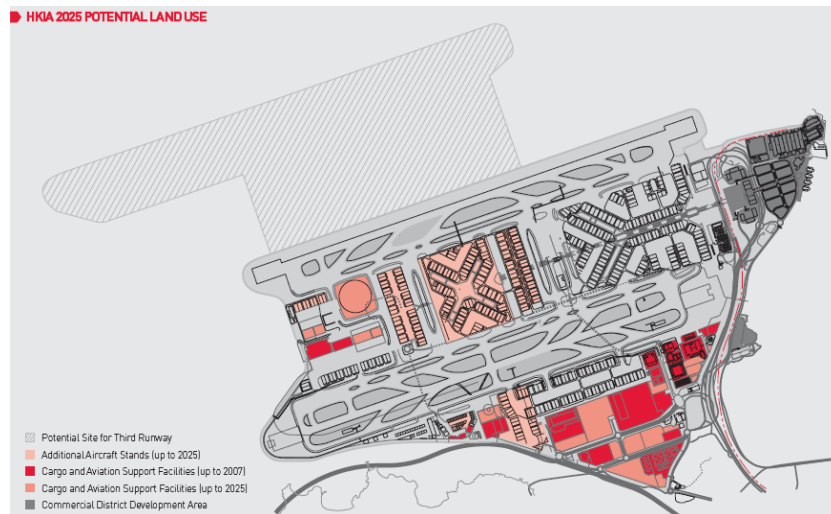 HKIA 2025 POTENTIAL LAND USE
Potential Site for Third Runway
Additional Aircraft Stands (up to 2025)
Cargo and Aviation Support Facilities (up to 2007)
Cargo and Aviation Support Facilities (up to 2025)
Commercial District Development Area